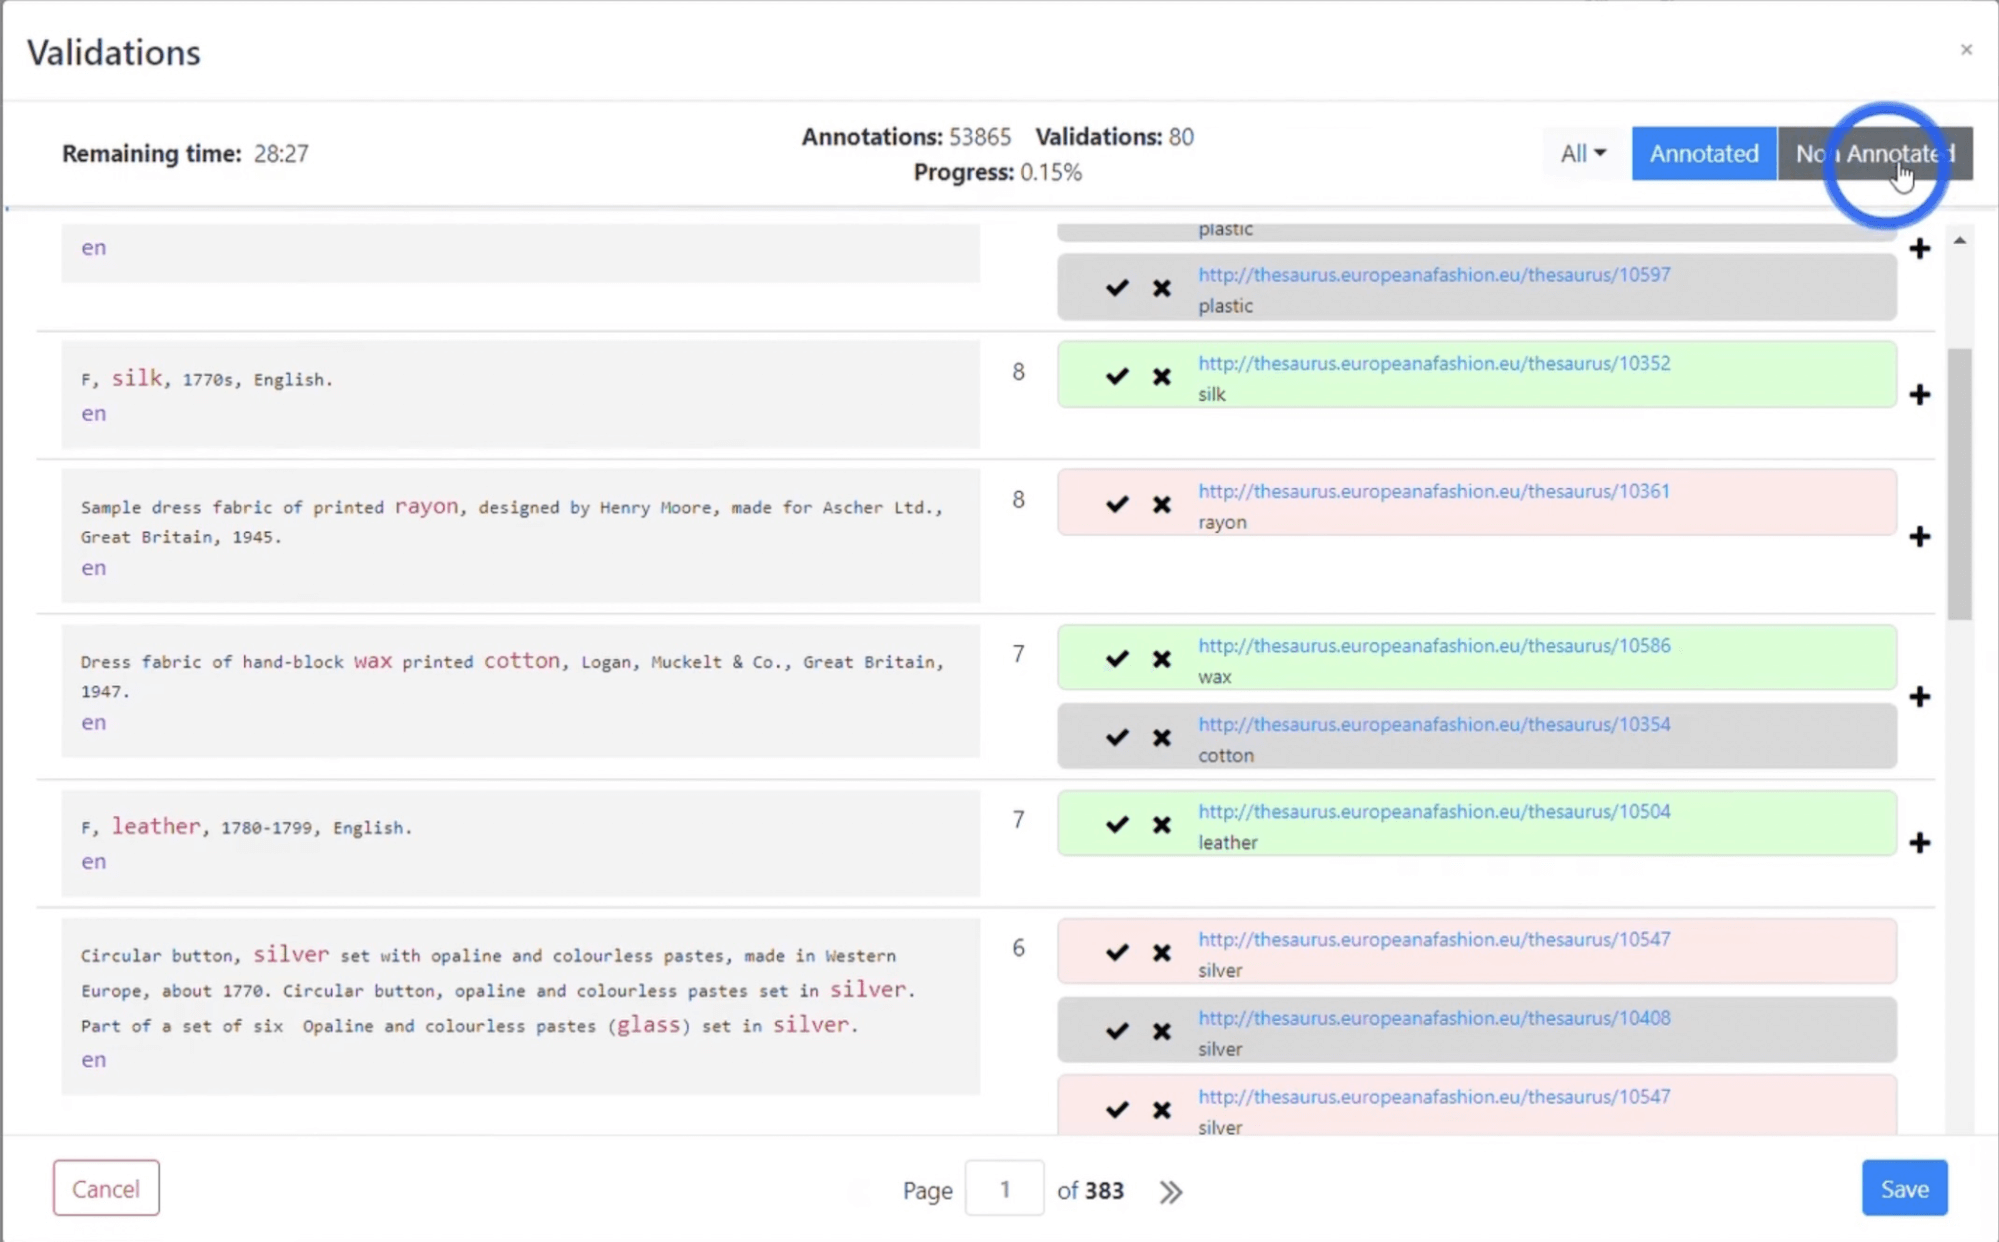 Validations
×
Remaining time: 28:27
Annotations: 53865 Validations: 80
Progress: 0.15%
All
Annotated
Non Annotated
en
plastic
http://thesaurus.europeanafashion.eu/thesaurus/10597
plastic
F, silk, 1770s, English.
en
8
http://thesaurus.europeanafashion.eu/thesaurus/10352
silk
Sample dress fabric of printed rayon, designed by Henry Moore, made for Ascher Ltd.,
Great Britain, 1945.
en
8
http://thesaurus.europeanafashion.eu/thesaurus/10361
rayon
Dress fabric of hand-block wax printed cotton, Logan, Muckelt & Co., Great Britain,
1947.
en
7
http://thesaurus.europeanafashion.eu/thesaurus/10586
wax
http://thesaurus.europeanafashion.eu/thesaurus/10354
cotton
F, leather, 1780-1799, English.
en
7
http://thesaurus.europeanafashion.eu/thesaurus/10504
leather
Circular button, silver set with opaline and colourless pastes, made in Western
Europe, about 1770. Circular button, opaline and colourless pastes set in silver.
Part of a set of six Opaline and colourless pastes (glass) set in silver.
en
6
http://thesaurus.europeanafashion.eu/thesaurus/10547
silver
http://thesaurus.europeanafashion.eu/thesaurus/10408
silver
http://thesaurus.europeanafashion.eu/thesaurus/10547
silver
Cancel
Page 1 of 383
Save